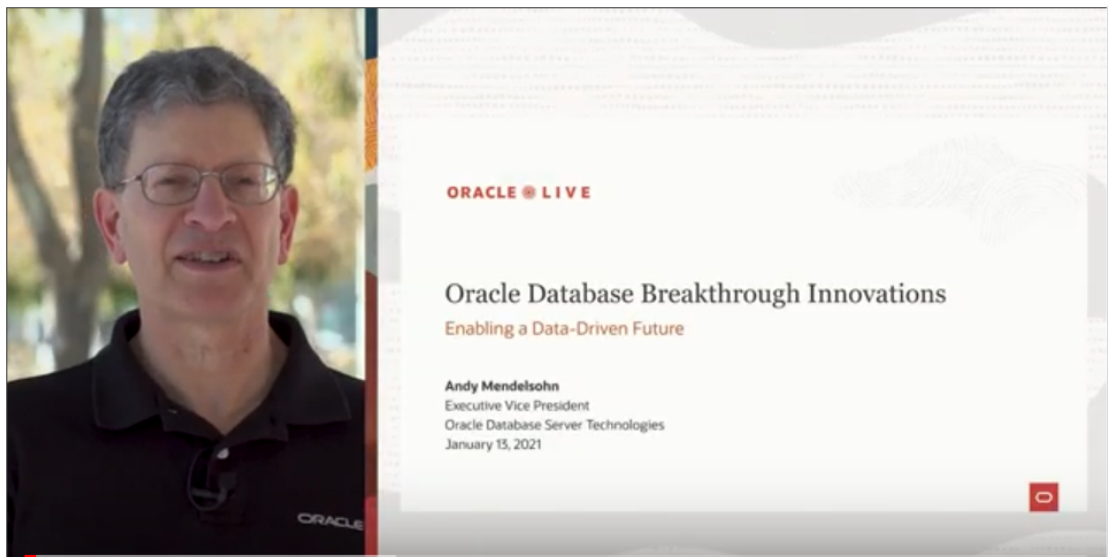 ORACLE LIVE
Oracle Database Breakthrough Innovations
Enabling a Data-Driven Future
Andy Mendelsohn
Executive Vice President
Oracle Database Server Technologies
January 13, 2021
ORACLE